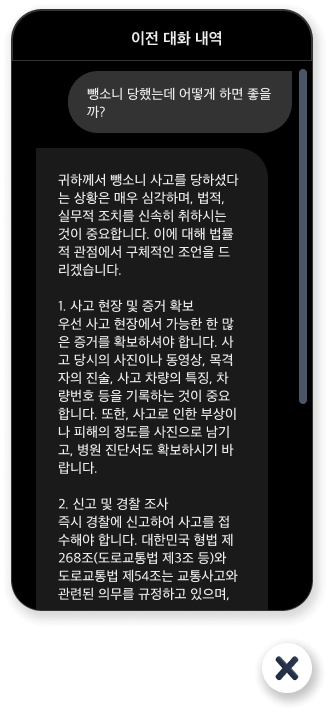 이전 대화 내역
뺑소니 당했는데 어떻게 하면 좋을
까?
귀하께서 뺑소니 사고를 당하셨다
는 상황은 매우 심각하며, 법적,
실무적 조치를 신속히 취하시는
것이 중요합니다. 이에 대해 법률
적 관점에서 구체적인 조언을 드
리겠습니다.
1. 사고 현장 및 증거 확보
우선 사고 현장에서 가능한 한 많
은 증거를 확보하셔야 합니다. 사
고 당시의 사진이나 동영상, 목격
자의 진술, 사고 차량의 특징, 차
량번호 등을 기록하는 것이 중요
합니다. 또한, 사고로 인한 부상이
나 피해의 정도를 사진으로 남기
고, 병원 진단서도 확보하시기 바
랍니다.
2. 신고 및 경찰 조사
즉시 경찰에 신고하여 사고를 접
수해야 합니다. 대한민국 형법 제
268조(도로교통법 제3조 등)와
도로교통법 제54조는 교통사고와
관련된 의무를 규정하고 있으며,